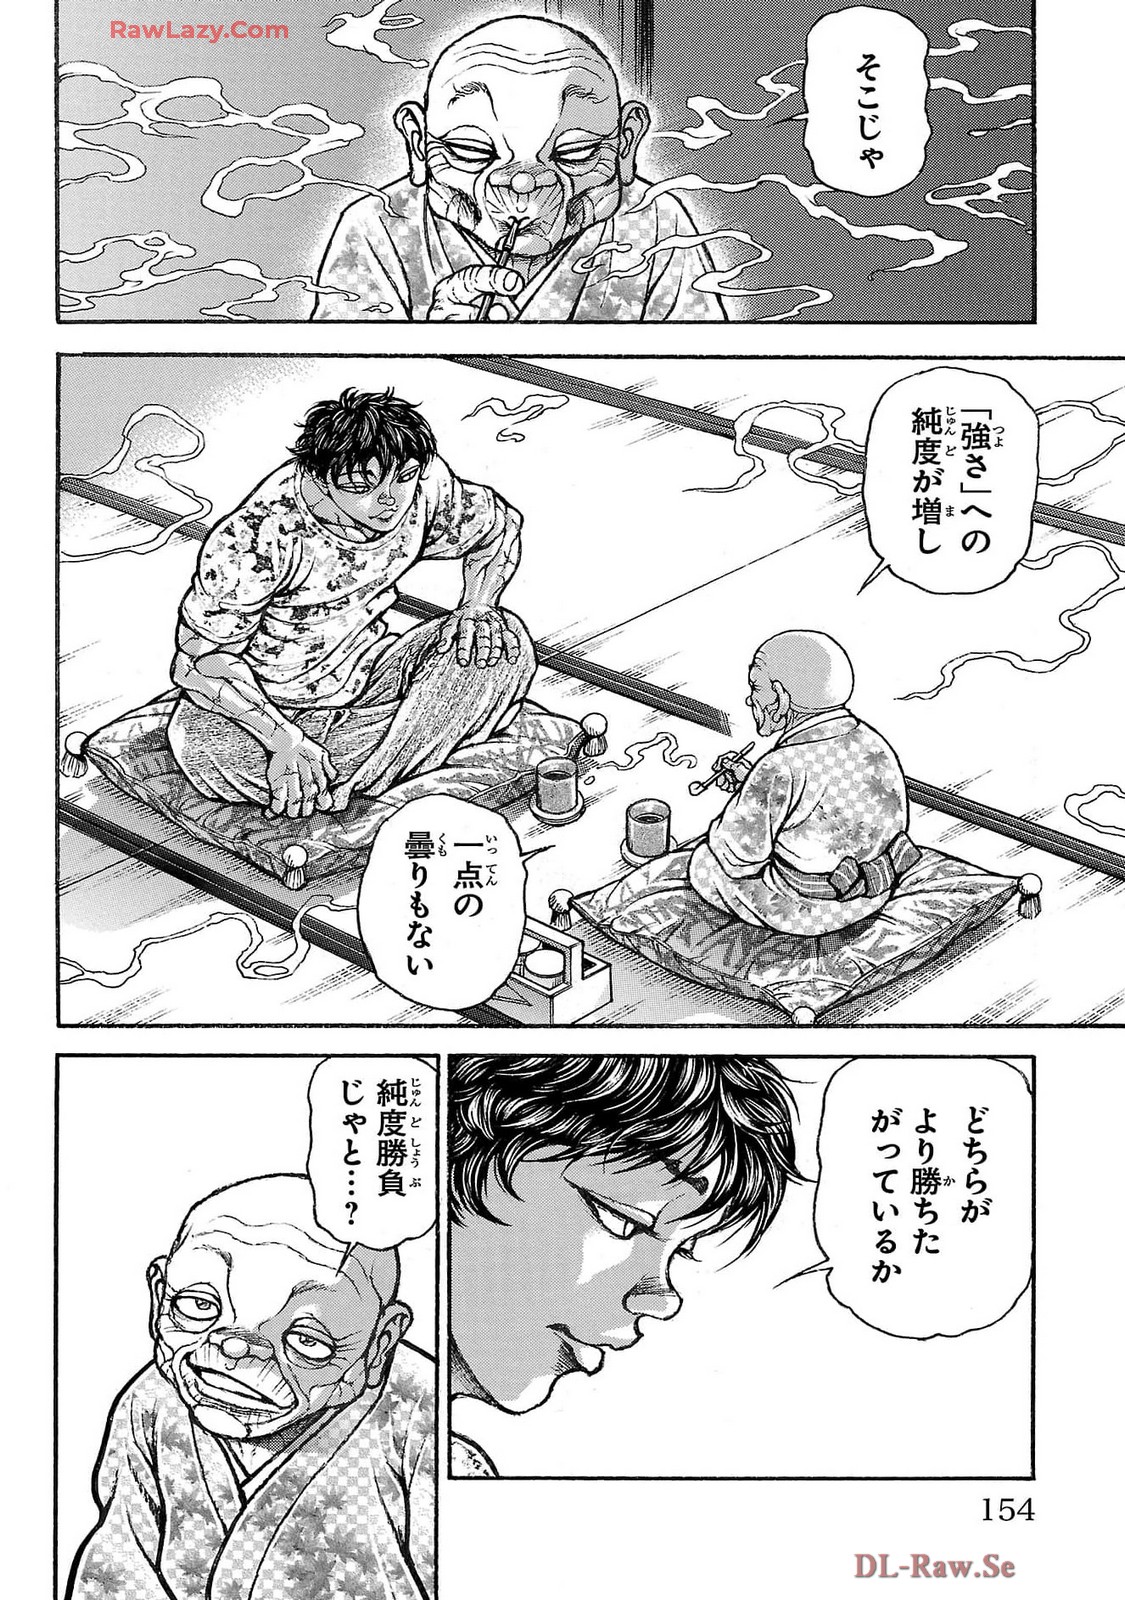 RawLazy.Com
そこじゃ
「強さ」への
純度が増し
一点の
曇りもない
どちらが
より勝ちた
がっているか
純度勝負
じゃと…?
154
DL-Raw.Se